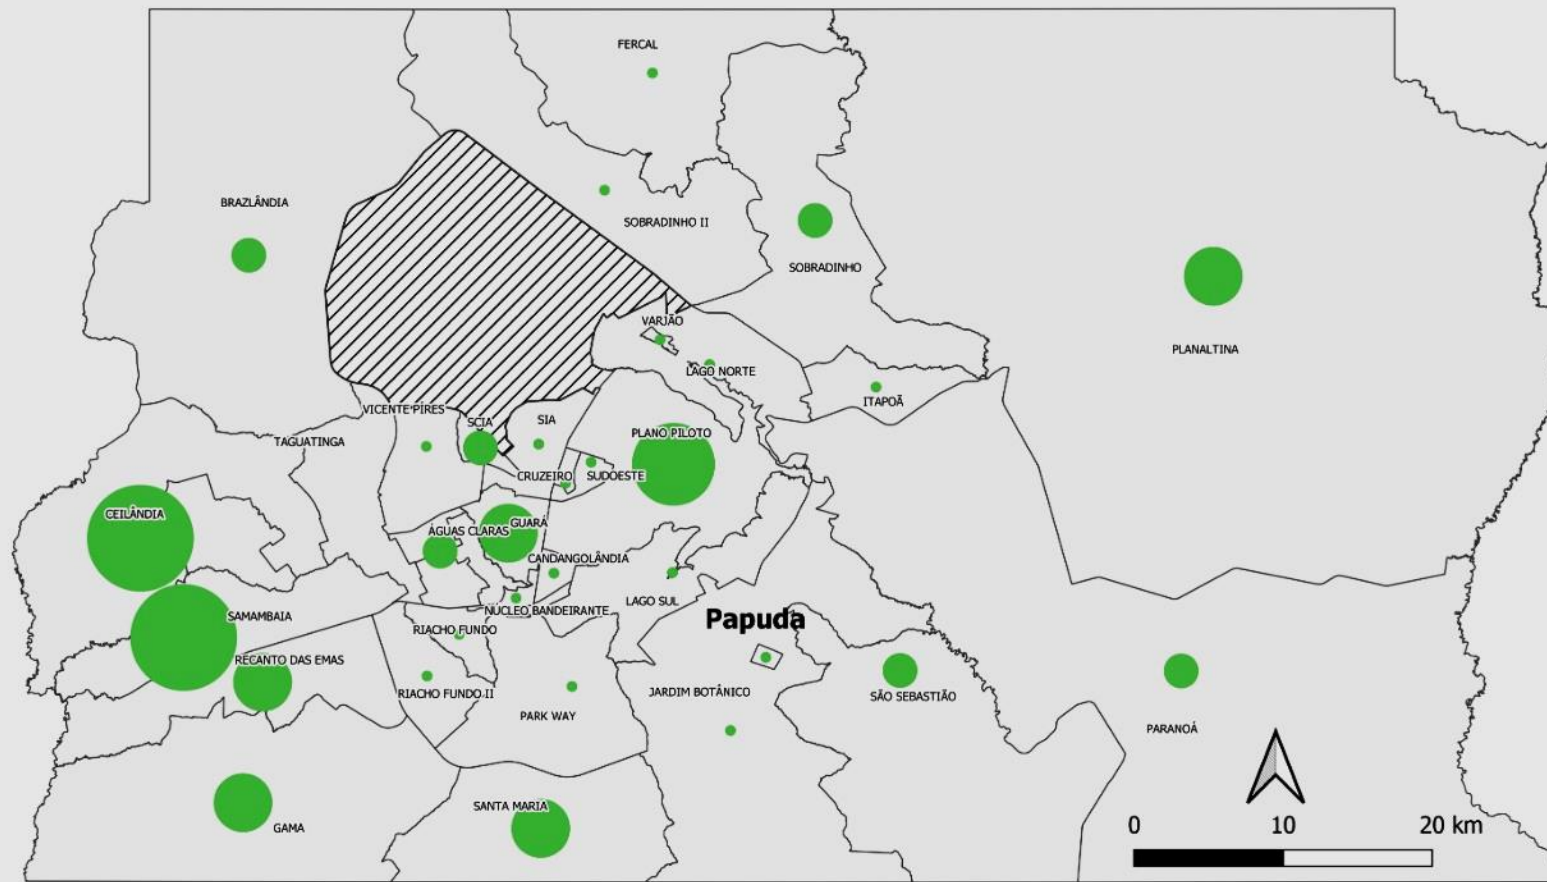 FERCAL
BRAZLÂNDIA
SOBRADINHO II
SOBRADINHO
VARJÃO
PLANALTINA
LAGO NORTE
ITAPOÃ
VICENTE PÍRES
SCIA
SIA
TAGUATINGA
PLANO PILOTO
CRUZEIRO
SUDOESTE
CEILÂNDIA
ÁGUAS CLARAS
GUARÁ
CANDANGOLÂNDIA
LAGO SUL
NÚCLEO BANDEIRANTE
SAMAMBAIA
Papuda
RIACHO FUNDO
RECANTO DAS EMAS
RIACHO FUNDO II
JARDIM BOTÂNICO
SÃO SEBASTIÃO
PARK WAY
PARANOÁ
SANTA MARIA
GAMA
0 10 20 km